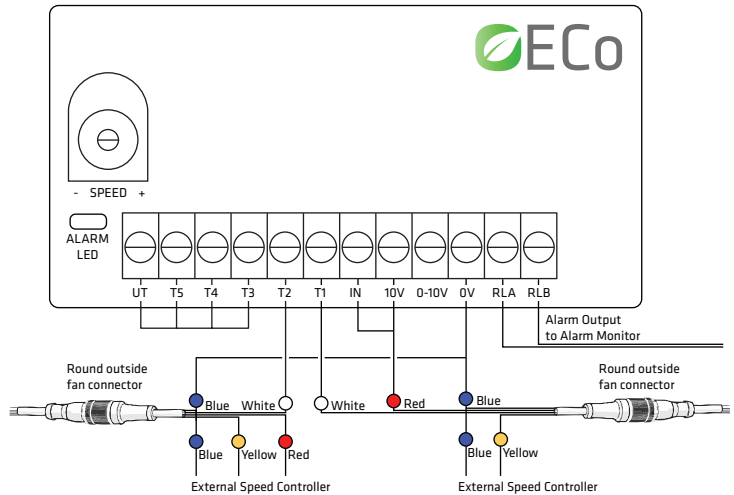 ECo
- SPEED +
ALARM
LED
UT T5 T4 T3 T2 T1 IN 10V 0-10V 0V RLA RLB
Alarm Output
to Alarm Monitor
Round outside
fan connector
Round outside
fan connector
Blue White White Red Blue
Blue Yellow Red Blue Yellow
External Speed Controller External Speed Controller